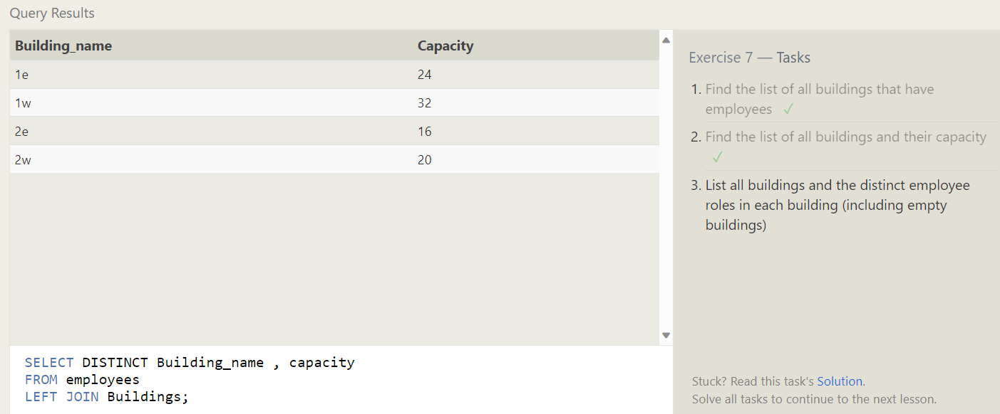 Query Results
Building_name Capacity
1e 24
1w 32
2e 16
2w 20
SELECT DISTINCT Building_name , capacity
FROM employees
LEFT JOIN Buildings;
Exercise 7 — Tasks
1. Find the list of all buildings that have
employees ✓
2. Find the list of all buildings and their capacity
✓
3. List all buildings and the distinct employee
roles in each building (including empty
buildings)
Stuck? Read this task's Solution.
Solve all tasks to continue to the next lesson.